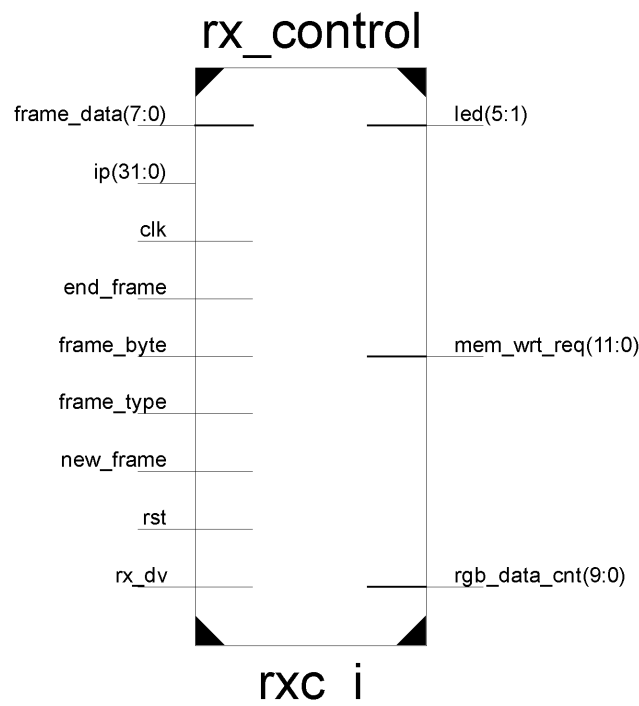 rx_control
frame_data(7:0)
led(5:1)
ip(31:0)
clk
end_frame
frame_byte
mem_wrt_req(11:0)
frame_type
new_frame
rst
rx_dv
rgb_data_cnt(9:0)
rxc_i